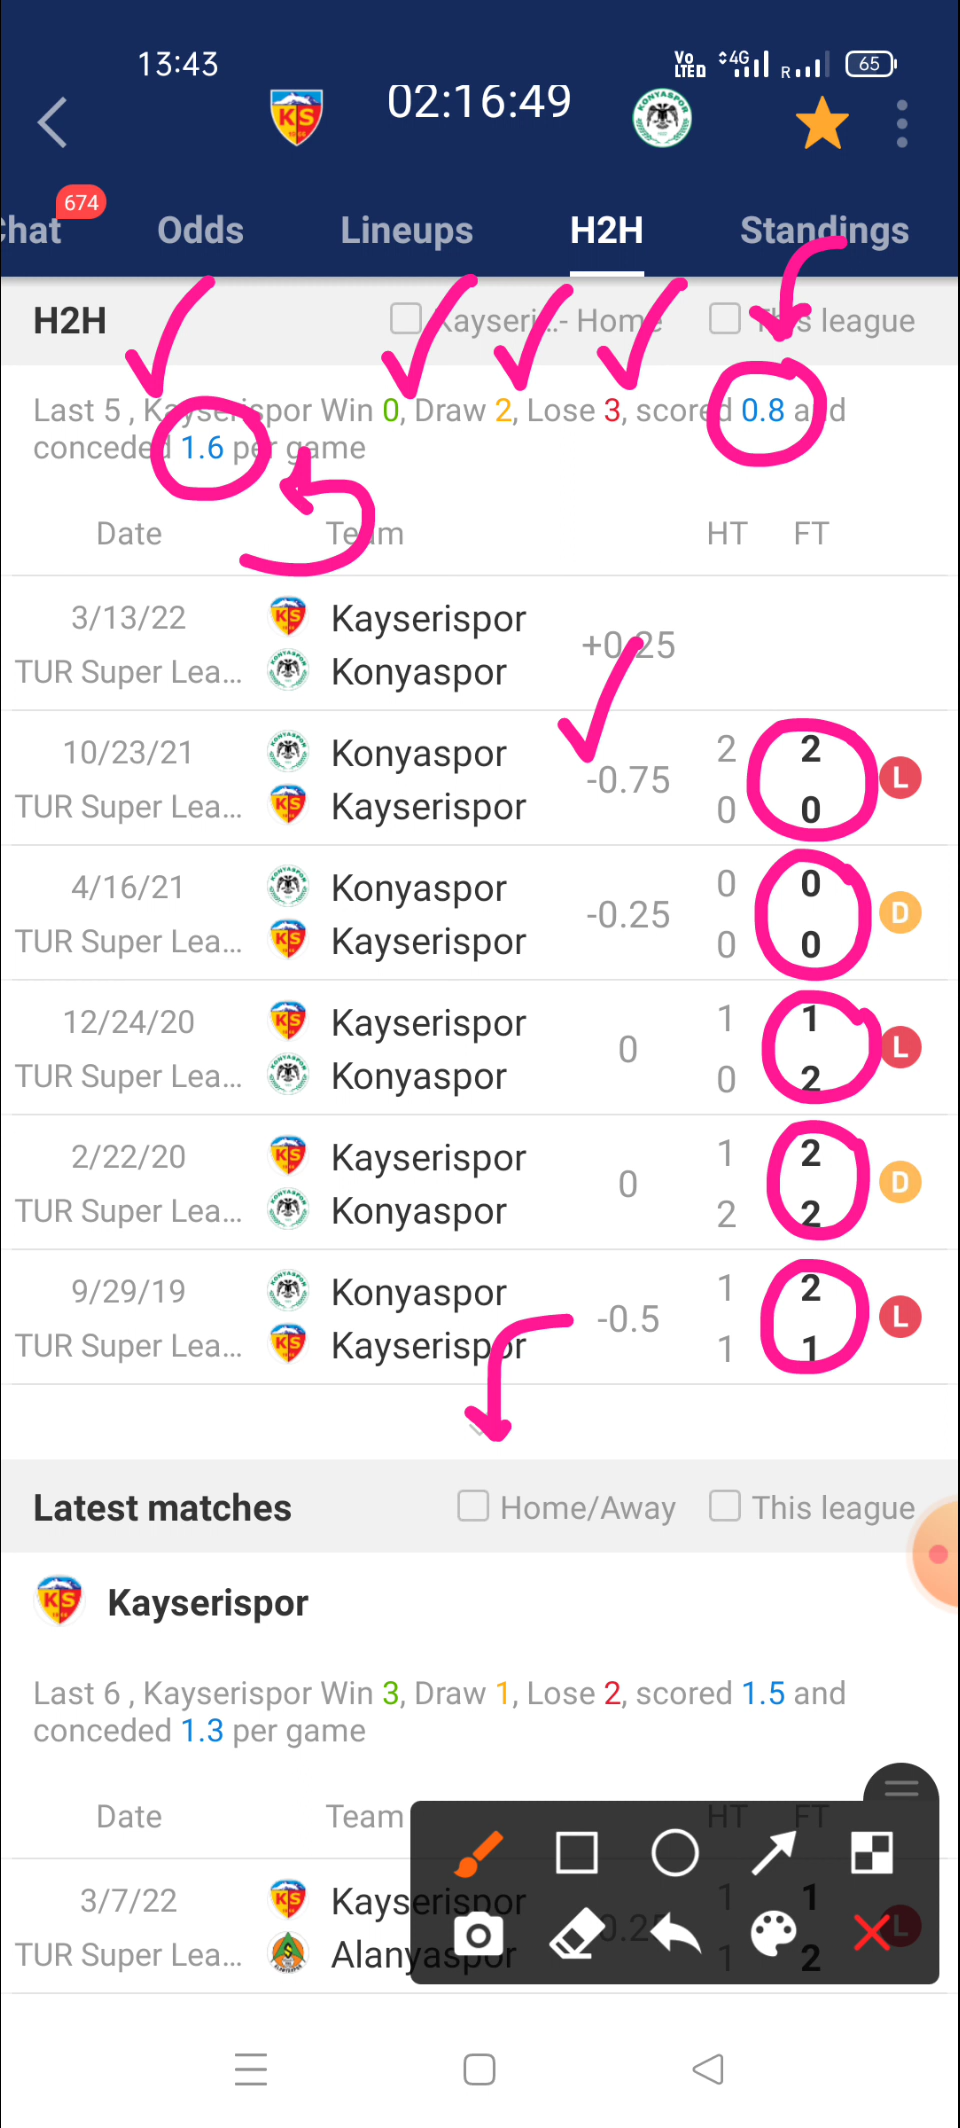 13:43
Vo LTED 4G R 65
02:16:49
674
Chat Odds Lineups H2H Standings
H2H Kayseri...- Home This league
Last 5 , Kayserispor Win 0, Draw 2, Lose 3, scored 0.8 and
conceded 1.6 per game
Date Team HT FT
3/13/22 Kayserispor
+0.25
TUR Super Lea... Konyaspor
10/23/21 Konyaspor 2 2
-0.75 L
TUR Super Lea... Kayserispor 0 0
4/16/21 Konyaspor 0 0
-0.25 D
TUR Super Lea... Kayserispor 0 0
12/24/20 Kayserispor 1 1
0 L
TUR Super Lea... Konyaspor 0 2
2/22/20 Kayserispor 1 2
0 D
TUR Super Lea... Konyaspor 2 2
9/29/19 Konyaspor 1 2
-0.5 L
TUR Super Lea... Kayserispor 1 1
Latest matches Home/Away This league
Kayserispor
Last 6 , Kayserispor Win 3, Draw 1, Lose 2, scored 1.5 and
conceded 1.3 per game
Date Team HT FT
3/7/22 Kayserispor 1 1
L
TUR Super Lea... Alanyaspor 1 2